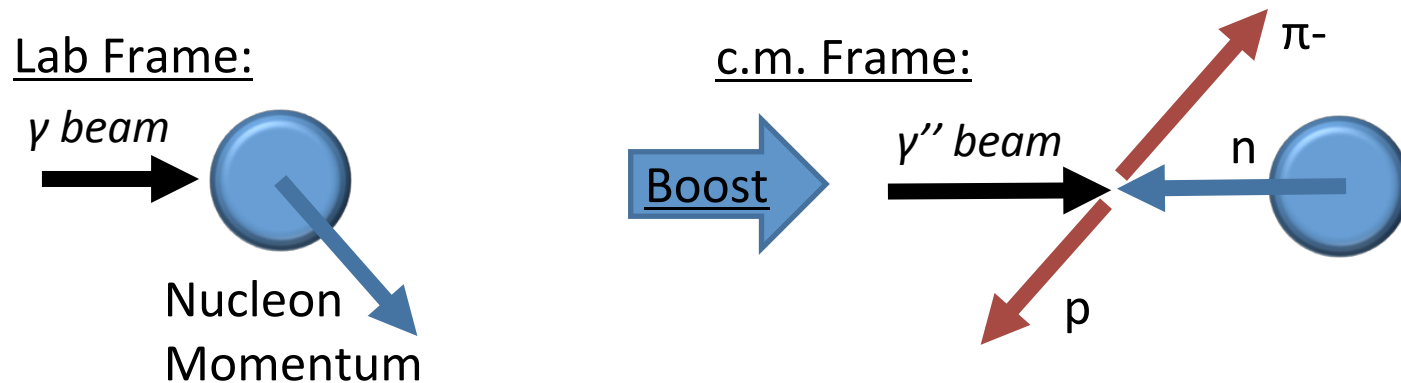 Lab Frame:
γ beam
Nucleon
Momentum
Boost
c.m. Frame:
γ’’ beam
π-
n
p